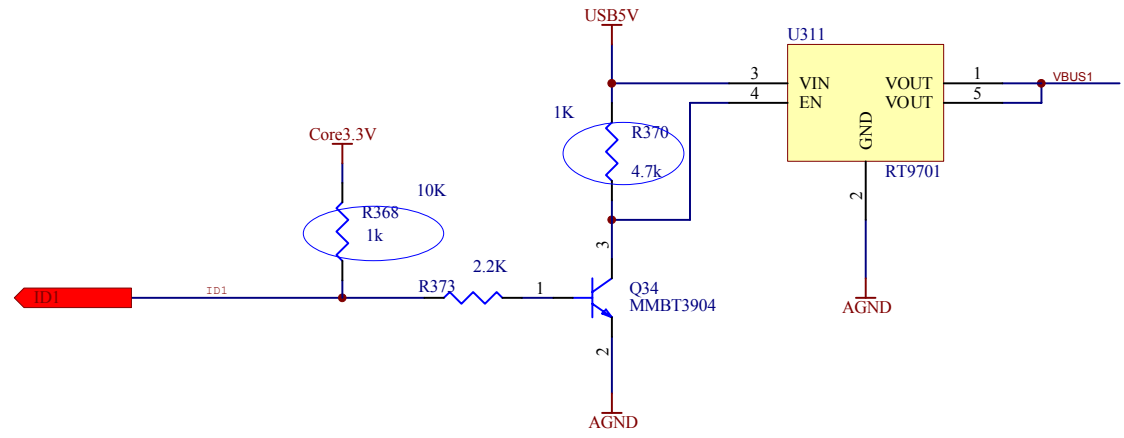 USB5V
U311
3
VIN
VOUT
1
VBUS1
4
EN
VOUT
5
1K
R370
4.7k
GND
RT9701
2
AGND
Core3.3V
10K
R368
1k
3
2.2K
ID1
ID1
R373
1
Q34
MMBT3904
2
AGND